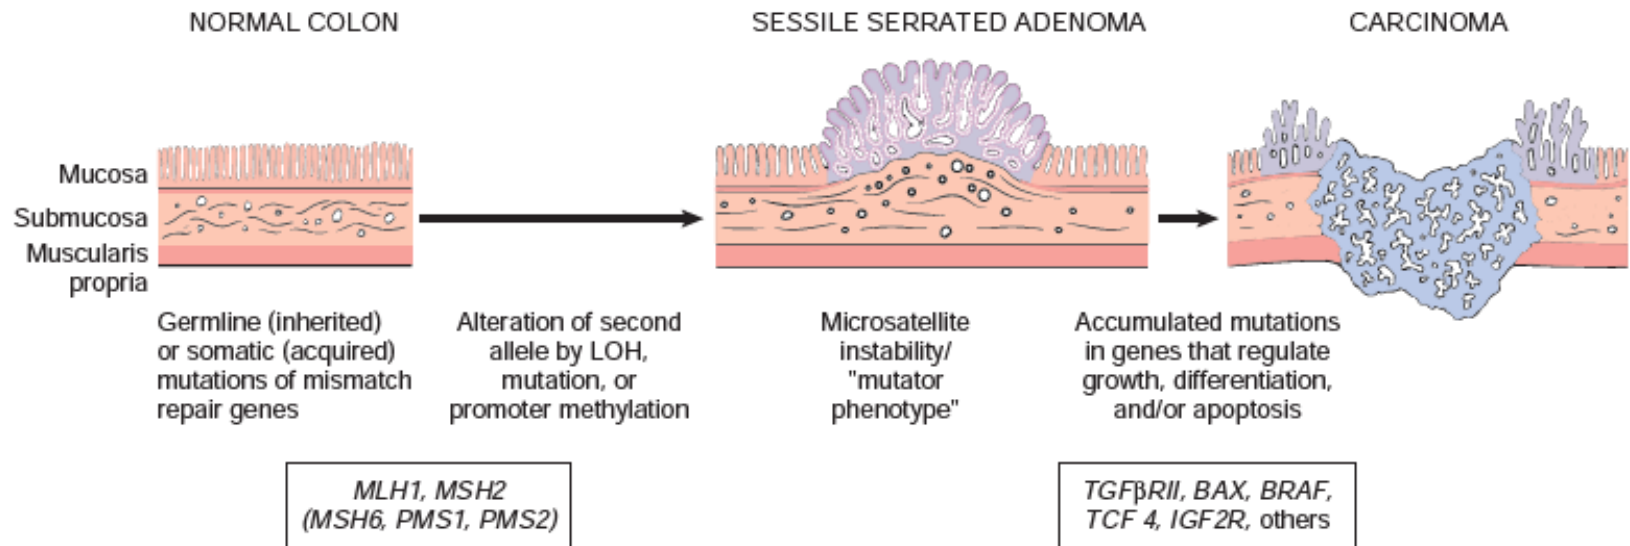 NORMAL COLON
SESSILE SERRATED ADENOMA
CARCINOMA
Mucosa
Submucosa
Muscularis
propria
Germline (inherited)
or somatic (acquired)
mutations of mismatch
repair genes
Alteration of second
allele by LOH,
mutation, or
promoter methylation
Microsatellite
instability/
"mutator
phenotype"
Accumulated mutations
in genes that regulate
growth, differentiation,
and/or apoptosis
MLH1, MSH2
(MSH6, PMS1, PMS2)
TGFβRII, BAX, BRAF,
TCF 4, IGF2R, others